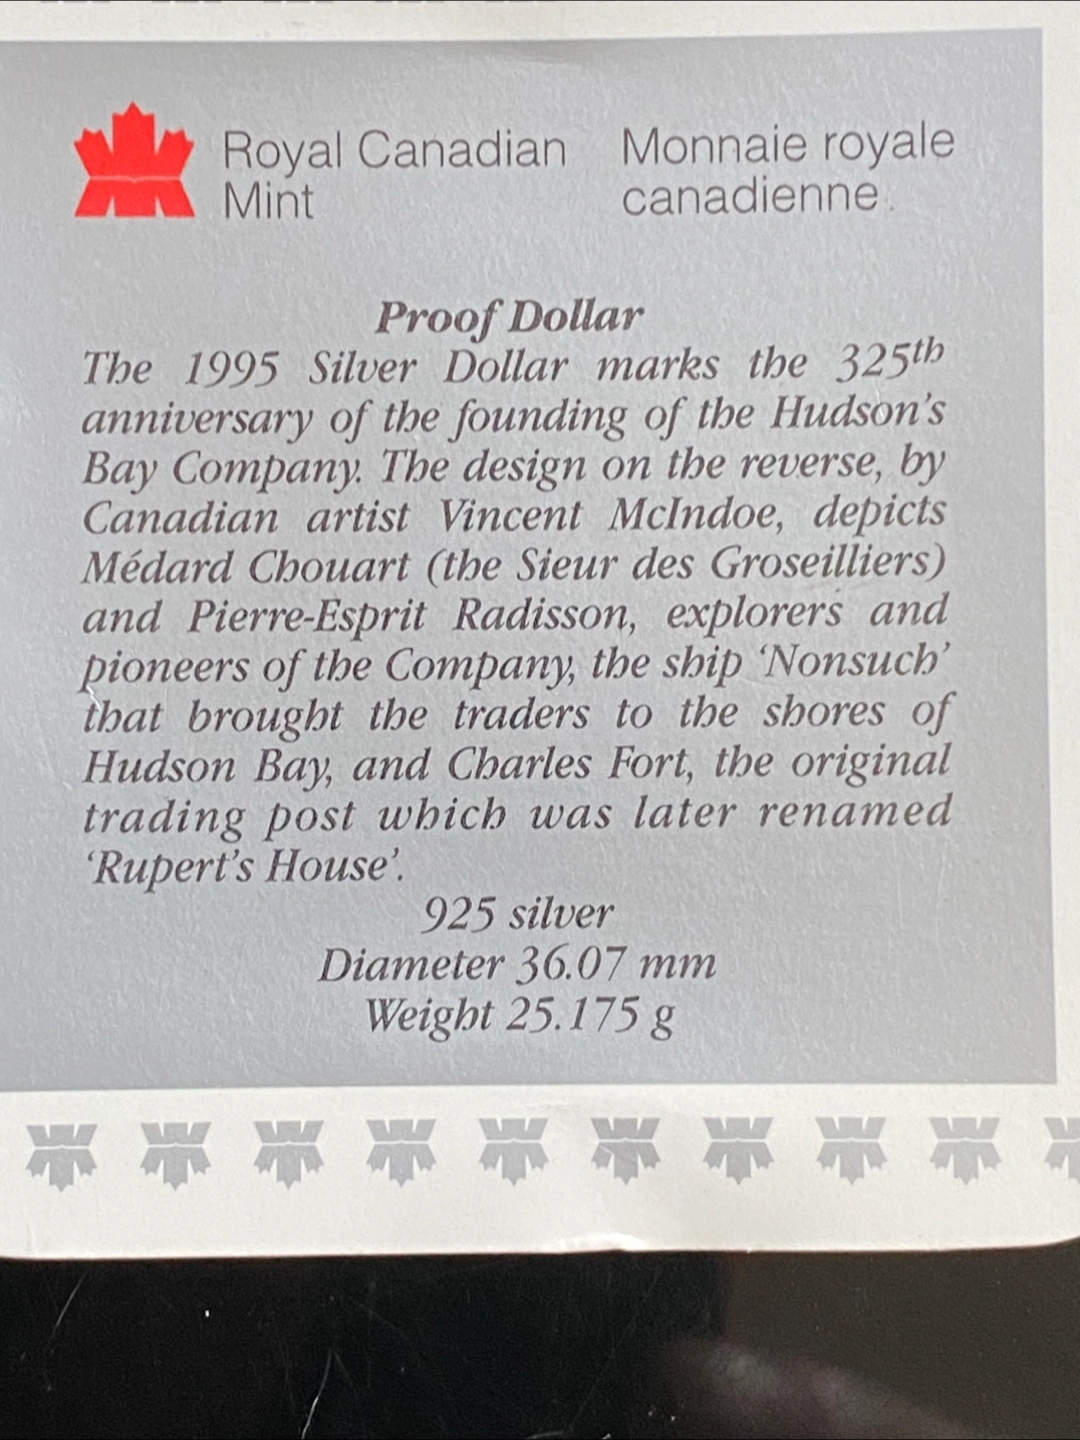 Royal Canadian
Mint
Monnaie royale
canadienne
Proof Dollar
The 1995 Silver Dollar marks the 325th
anniversary of the founding of the Hudson's
Bay Company. The design on the reverse, by
Canadian artist Vincent McIndoe, depicts
Médard Chouart (the Sieur des Groseilliers)
and Pierre-Esprit Radisson, explorers and
pioneers of the Company, the ship ‘Nonsuch’
that brought the traders to the shores of
Hudson Bay, and Charles Fort, the original
trading post which was later renamed
‘Rupert's House’.
925 silver
Diameter 36.07 mm
Weight 25.175 g